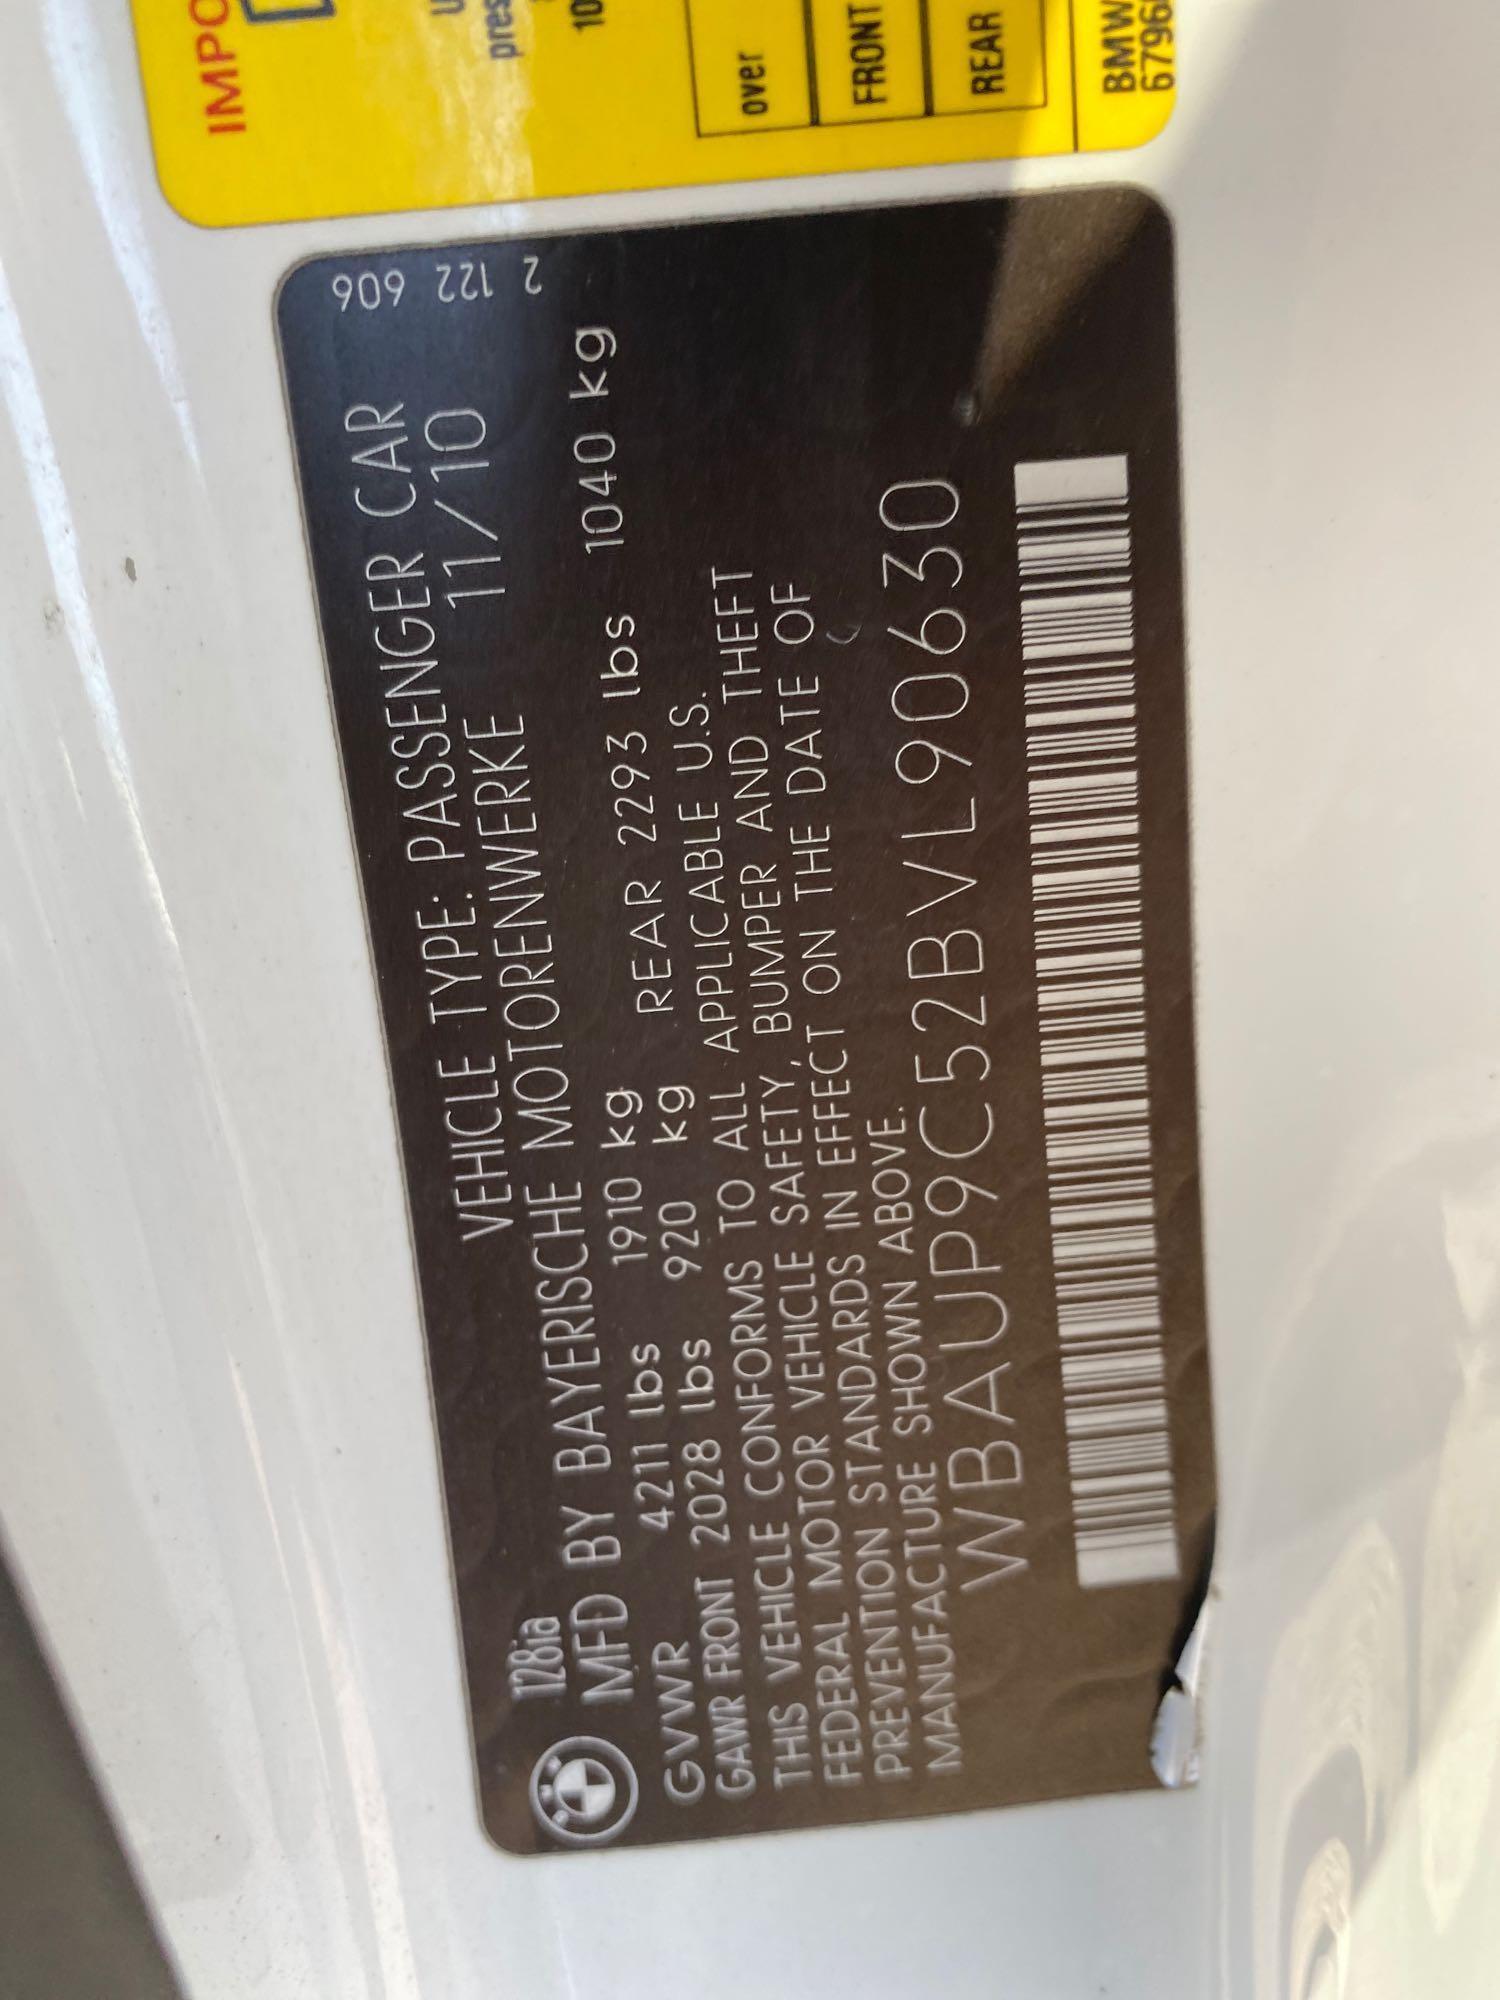 128ia VEHICLE TYPE: PASSENGER CAR
MFD BY BAYERISCHE MOTORENWERKE 11/10
GVWR 4211 lbs 1910 kg
GAWR FRONT 2028 lbs 920 kg REAR 2293 lbs 1040 kg
THIS VEHICLE CONFORMS TO ALL APPLICABLE U.S.
FEDERAL MOTOR VEHICLE SAFETY, BUMPER AND THEFT
PREVENTION STANDARDS IN EFFECT ON THE DATE OF
MANUFACTURE SHOWN ABOVE.
WBAUP9C52BVL90630
2 122 606
over
FRONT
REAR
BMW